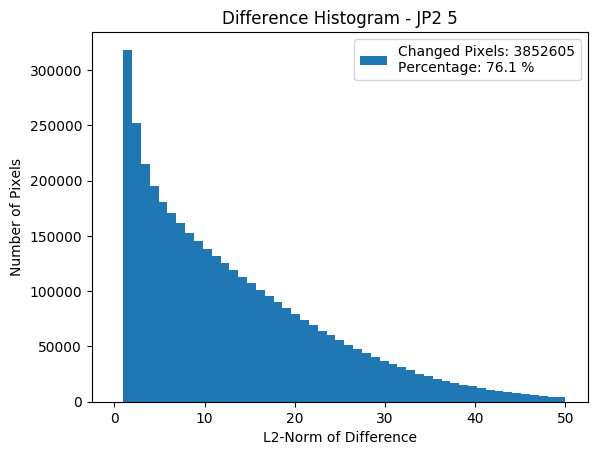 Difference Histogram - JP2 5
Changed Pixels: 3852605
Percentage: 76.1 %
Number of Pixels
300000
250000
200000
150000
100000
50000
0
0 10 20 30 40 50
L2-Norm of Difference